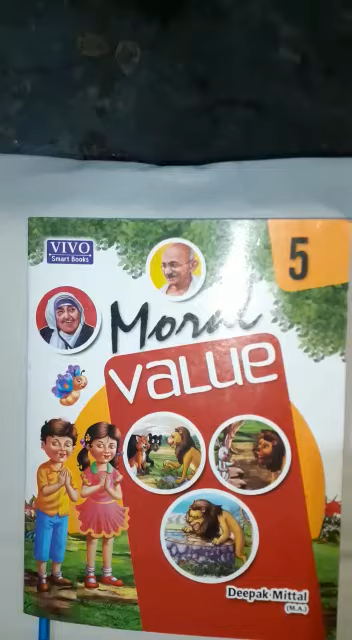 VIVO
"Smart Books"
5
Moral
VALUE
Deepak Mittal
(M.A.)